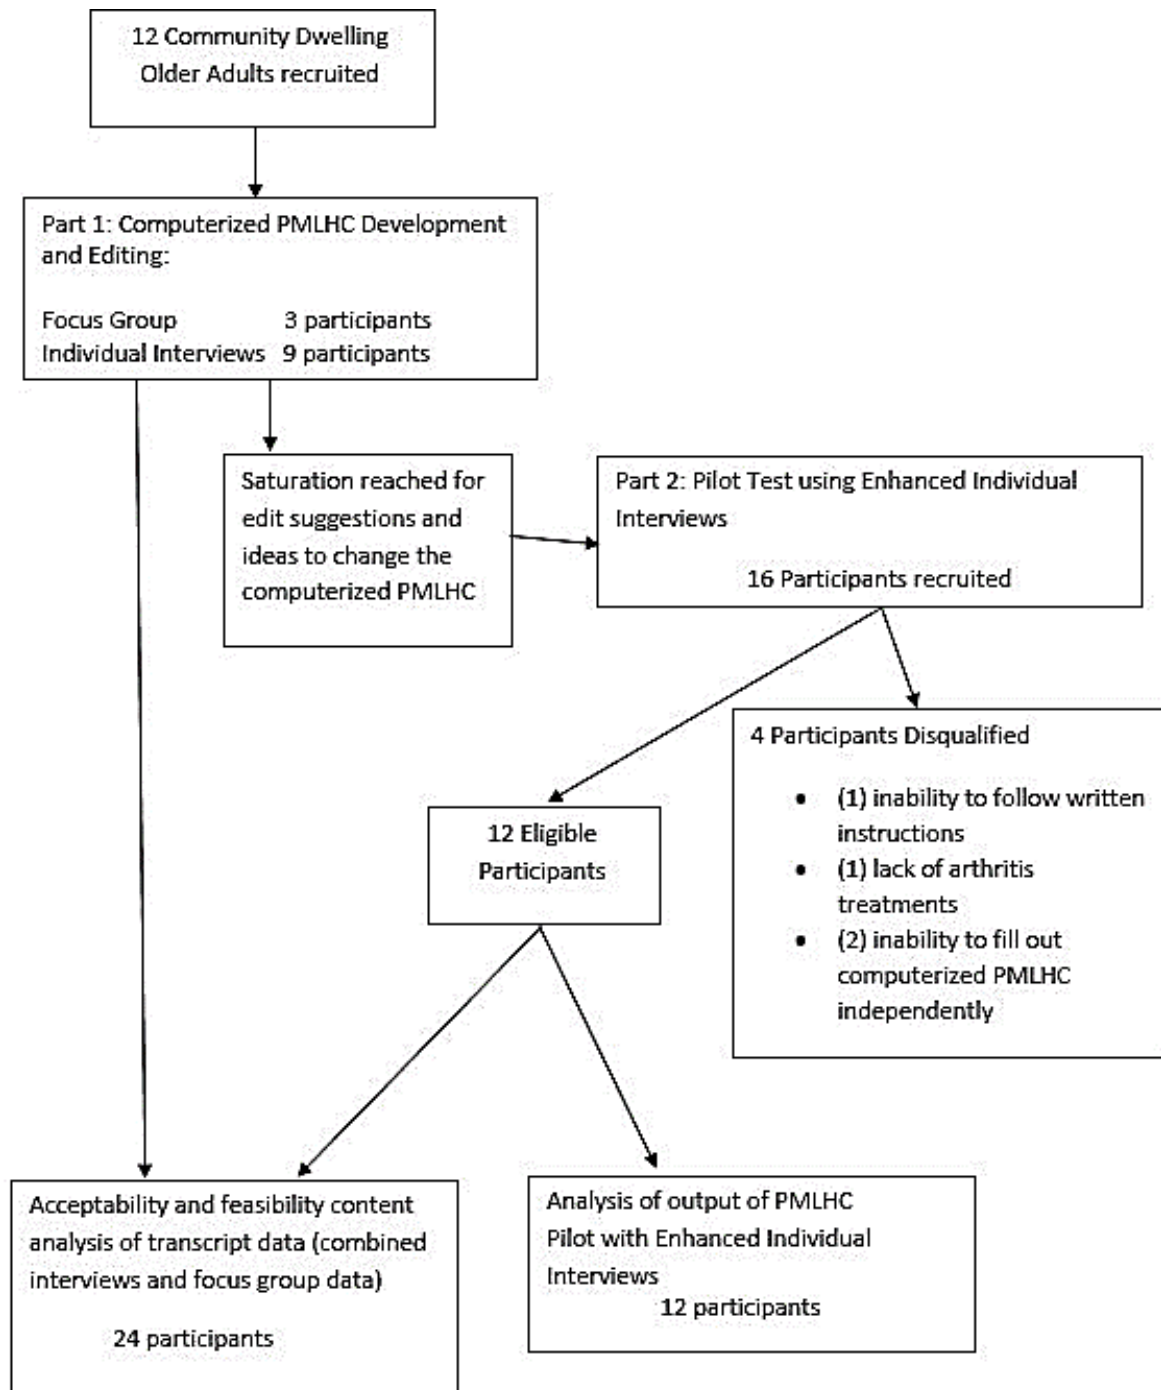 12 Community Dwelling
Older Adults recruited
Part 1: Computerized PMLHC Development
and Editing:
Focus Group 3 participants
Individual Interviews 9 participants
Saturation reached for
edit suggestions and
ideas to change the
computerized PMLHC
Part 2: Pilot Test using Enhanced Individual
Interviews
16 Participants recruited
4 Participants Disqualified
• (1) inability to follow written
instructions
• (1) lack of arthritis
treatments
• (2) inability to fill out
computerized PMLHC
independently
12 Eligible
Participants
Acceptability and feasibility content
analysis of transcript data (combined
interviews and focus group data)
24 participants
Analysis of output of PMLHC
Pilot with Enhanced Individual
Interviews
12 participants